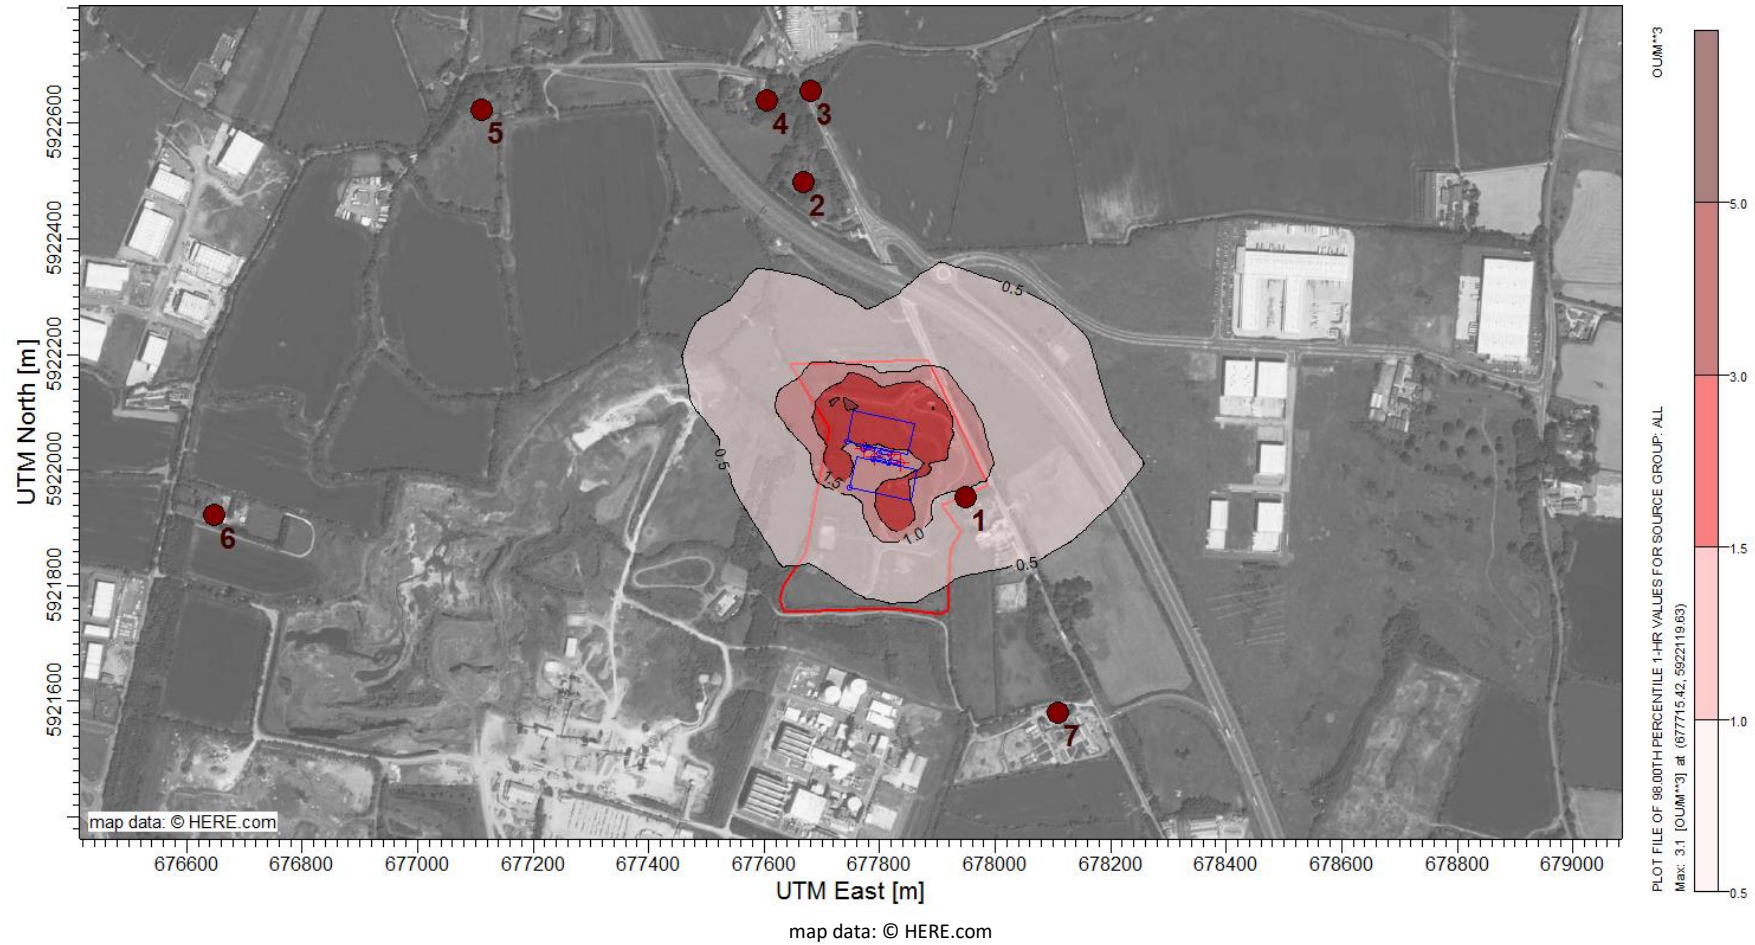 UTM North [m]
5922600
5922400
5922200
5922000
5921800
5921600
5
4
3
2
1
6
7
0.5
0.5
1.5
1.0
0.5
map data: © HERE.com
676600 676800 677000 677200 677400 677600 677800 678000 678200 678400 678600 678800 679000
UTM East [m]
map data: © HERE.com
PLOT FILE OF 98.00TH PERCENTILE 1-HR VALUES FOR SOURCE GROUP: ALL
OU/M**3
Max: 3.1 [OU/M**3] at (677715.42, 5922119.63)
5.0
3.0
1.5
1.0
0.5